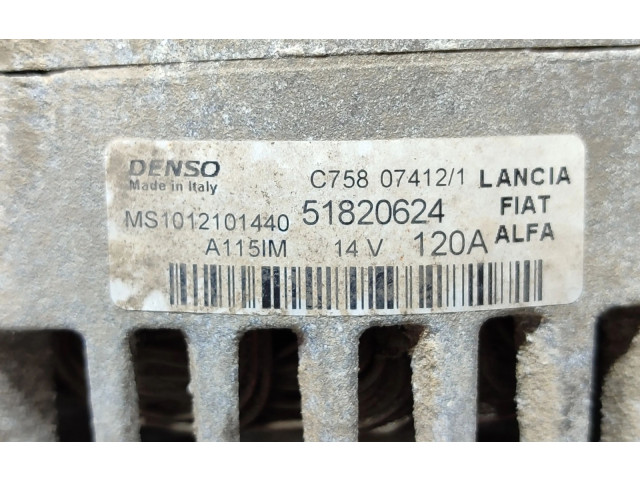 DENSO
Made in Italy
C758 07412/1
LANCIA
FIAT
ALFA
MS1012101440
51820624
A115IM
14 V
120A